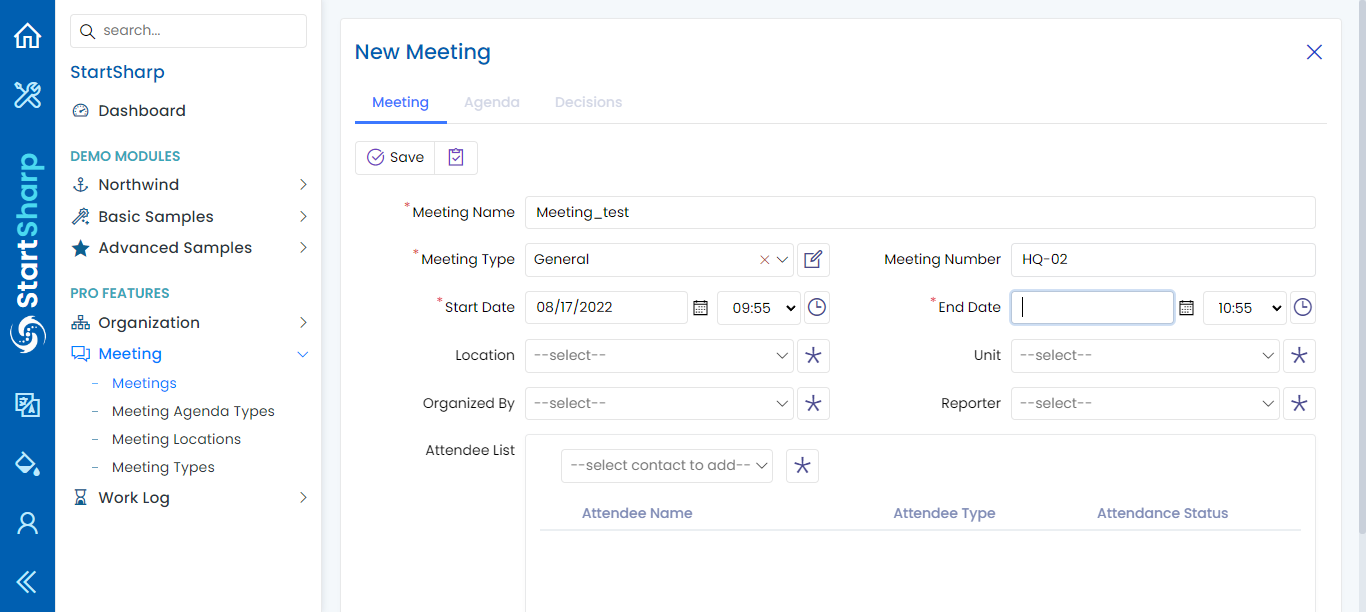 search...
StartSharp
Dashboard
DEMO MODULES
Northwind
Basic Samples
Advanced Samples
PRO FEATURES
Organization
Meeting
Meetings
Meeting Agenda Types
Meeting Locations
Meeting Types
Work Log
StartSharp
New Meeting
Meeting Agenda Decisions
Save
*Meeting Name Meeting_test
*Meeting Type General Meeting Number HQ-02
*Start Date 08/17/2022 09:55 *End Date 10:55
Location --select-- Unit --select--
Organized By --select-- Reporter --select--
Attendee List
--select contact to add--
Attendee Name Attendee Type Attendance Status